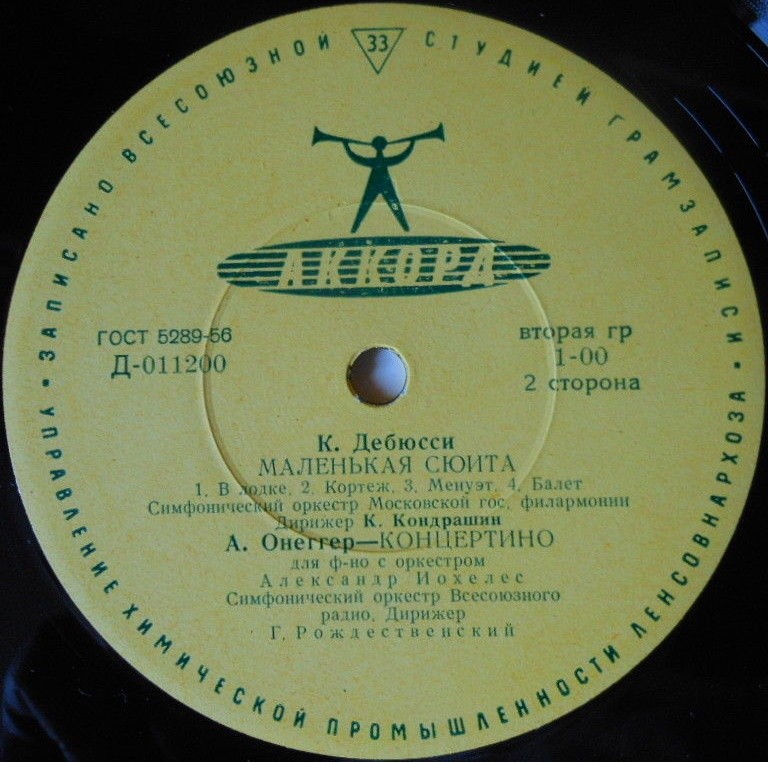 ЗАПИСАНО ВСЕСОЮЗНОЙ СТУДИЕЙ ГРАМЗАПИСИ •
33
АККОРД
ГОСТ 5289-56
Д-011200
вторая гр
1-00
2 сторона
К. Дебюсси
МАЛЕНЬКАЯ СЮИТА
1. В лодке, 2. Кортеж, 3. Менуэт, 4. Балет
Симфонический оркестр Московской гос. филармонии
Дирижер К. Кондрашин
А. Онеггер—КОНЦЕРТИНО
для ф-но с оркестром
Александр Иохелес
Симфонический оркестр Всесоюзного
радио, Дирижер
Г. Рождественский
УПРАВЛЕНИЕ ХИМИЧЕСКОЙ ПРОМЫШЛЕННОСТИ ЛЕНСОВНАРХОЗА •